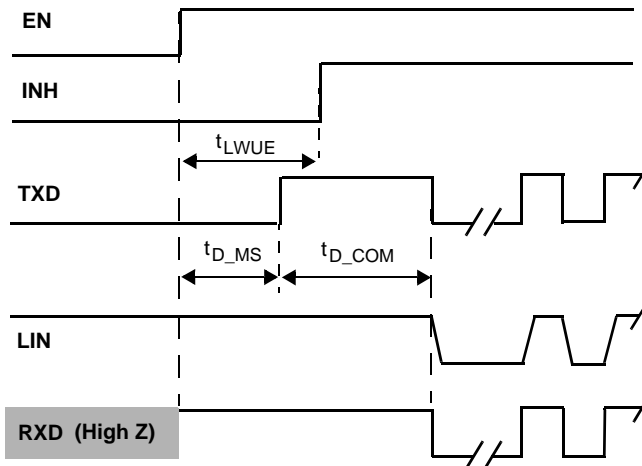 EN
INH
tLWUE
TXD
tD_MS
tD_COM
LIN
RXD (High Z)